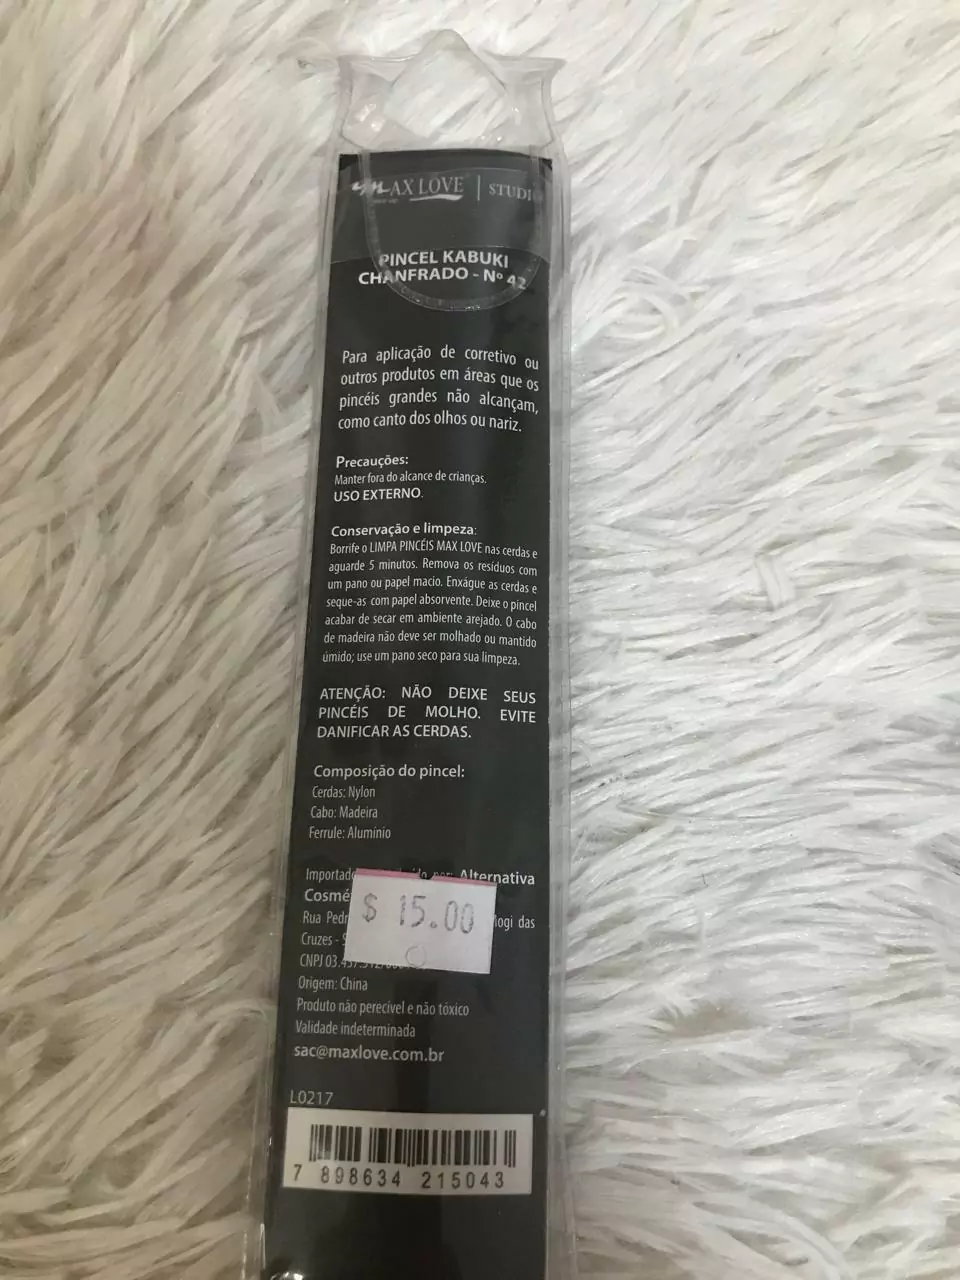 MAX LOVE | STUDIO
PINCEL KABUKI
CHANFRADO - Nº 42
Para aplicação de corretivo ou
outros produtos em áreas que os
pincéis grandes não alcançam,
como canto dos olhos ou nariz.
Precauções:
Manter fora do alcance de crianças.
USO EXTERNO.
Conservação e limpeza:
Borrife o LIMPA PINCÉIS MAX LOVE nas cerdas e
aguarde 5 minutos. Remova os resíduos com
um pano ou papel macio. Enxágue as cerdas e
seque-as com papel absorvente. Deixe o pincel
acabar de secar em ambiente arejado. O cabo
de madeira não deve ser molhado ou mantido
úmido; use um pano seco para sua limpeza.
ATENÇÃO: NÃO DEIXE SEUS
PINCÉIS DE MOLHO. EVITE
DANIFICAR AS CERDAS.
Composição do pincel:
Cerdas: Nylon
Cabo: Madeira
Ferrule: Alumínio
por: Alternativa
$ 15.00
Rua das
Cruzes -
CNPJ
Origem: China
Produto não perecível e não tóxico
Validade indeterminada
sac@maxlove.com.br
L0217
7 898634 215043